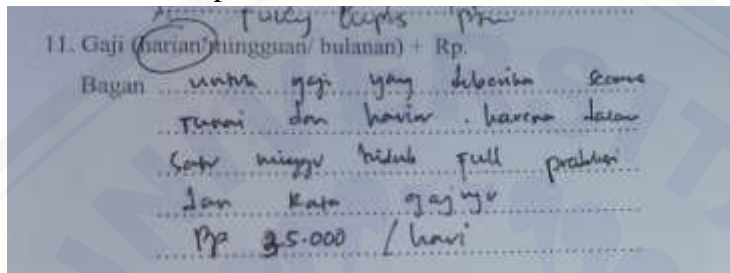 11. Gaji (harian/mingguan/ bulanan) + Rp.
Bagan untuk gaji yang diberikan secara
Tunai dan harian . karena dalam
satu minggu tidak full produksi
dan rata gajinya
Rp 35.000 / hari